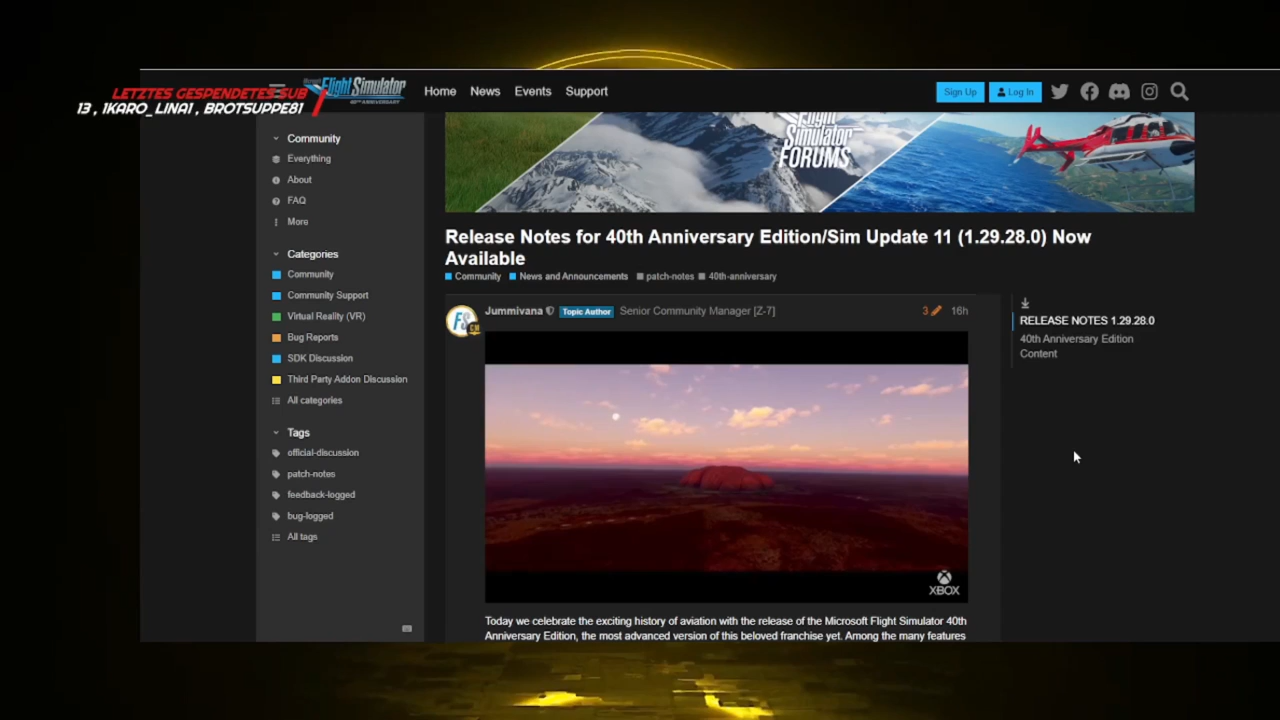 LETZTES GESPENDETES SUB
13 , 1KARO_LINA1 , BROTSUPPE81
Flight Simulator
40TH ANNIVERSARY
Home News Events Support
Sign Up Log In
Community
Everything
About
FAQ
More
Categories
Community
Community Support
Virtual Reality (VR)
Bug Reports
SDK Discussion
Third Party Addon Discussion
All categories
Tags
official-discussion
patch-notes
feedback-logged
bug-logged
All tags
Flight
Simulator
FORUMS
Release Notes for 40th Anniversary Edition/Sim Update 11 (1.29.28.0) Now
Available
Community News and Announcements patch-notes 40th-anniversary
FS
CM
Jummivana Topic Author Senior Community Manager [Z-7] 3 16h
XBOX
Today we celebrate the exciting history of aviation with the release of the Microsoft Flight Simulator 40th
Anniversary Edition, the most advanced version of this beloved franchise yet. Among the many features
RELEASE NOTES 1.29.28.0
40th Anniversary Edition
Content